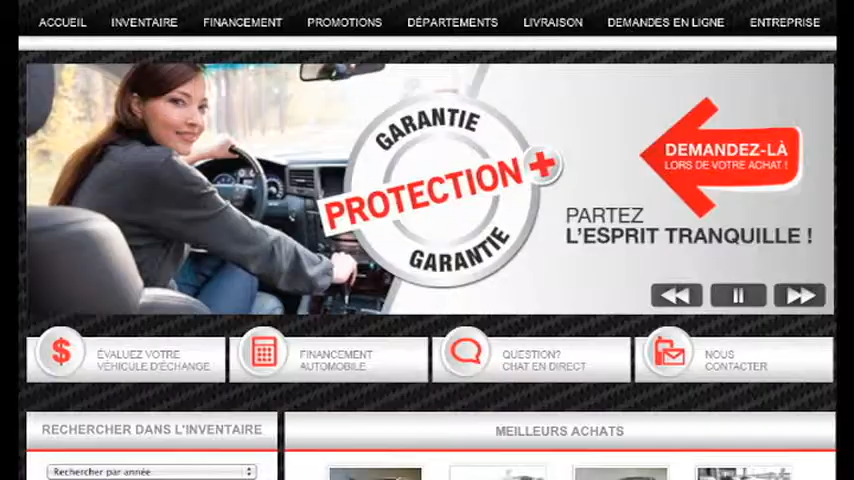 ACCUEIL INVENTAIRE FINANCEMENT PROMOTIONS DÉPARTEMENTS LIVRAISON DEMANDES EN LIGNE ENTREPRISE
GARANTIE
PROTECTION+
GARANTIE
DEMANDEZ-LÀ
LORS DE VOTRE ACHAT !
PARTEZ
L'ESPRIT TRANQUILLE !
$
ÉVALUEZ VOTRE
VÉHICULE D'ÉCHANGE
FINANCEMENT
AUTOMOBILE
QUESTION?
CHAT EN DIRECT
NOUS
CONTACTER
RECHERCHER DANS L'INVENTAIRE
MEILLEURS ACHATS
Rechercher par année